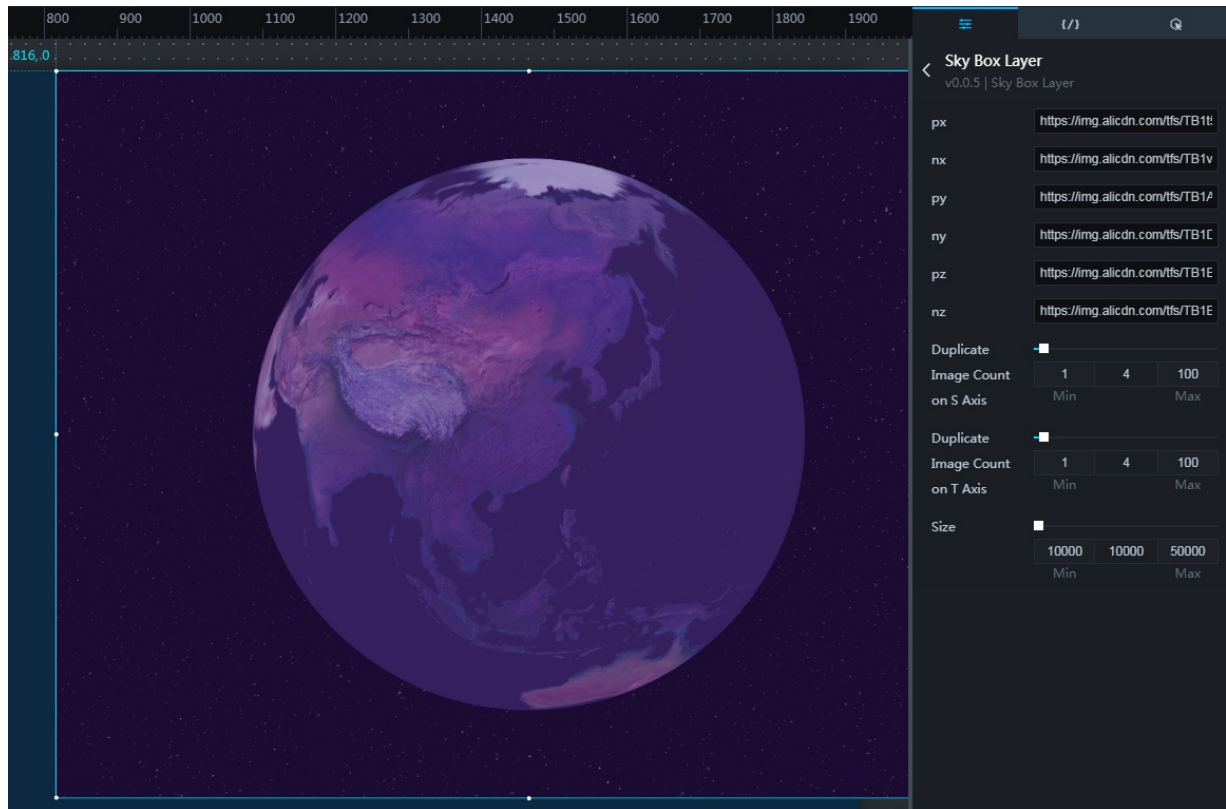 800 900 1000 1100 1200 1300 1400 1500 1600 1700 1800 1900
{/}
816, 0
Sky Box Layer
v0.0.5 | Sky Box Layer
px https://img.alicdn.com/tfs/TB1t
nx https://img.alicdn.com/tfs/TB1v
py https://img.alicdn.com/tfs/TB1A
ny https://img.alicdn.com/tfs/TB1
pz https://img.alicdn.com/tfs/TB1E
nz https://img.alicdn.com/tfs/TB1E
Duplicate
Image Count 1 4 100
on S Axis Min Max
Duplicate
Image Count 1 4 100
on T Axis Min Max
Size
10000 10000 50000
Min Max